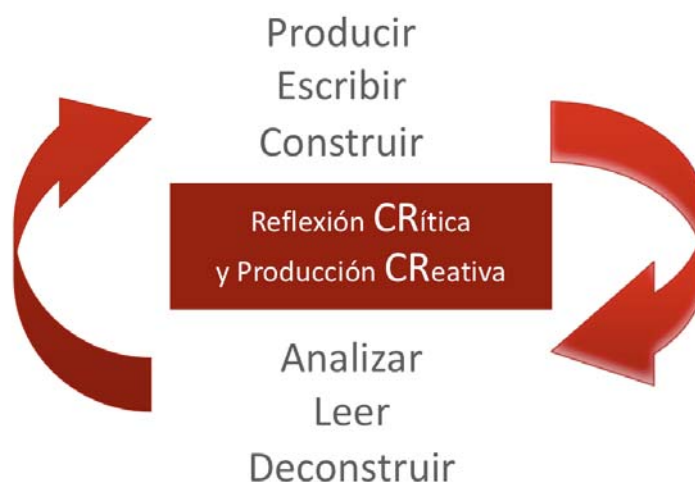 Producir
Escribir
Construir
Reflexión CRítica
y Producción CReativa
Analizar
Leer
Deconstruir